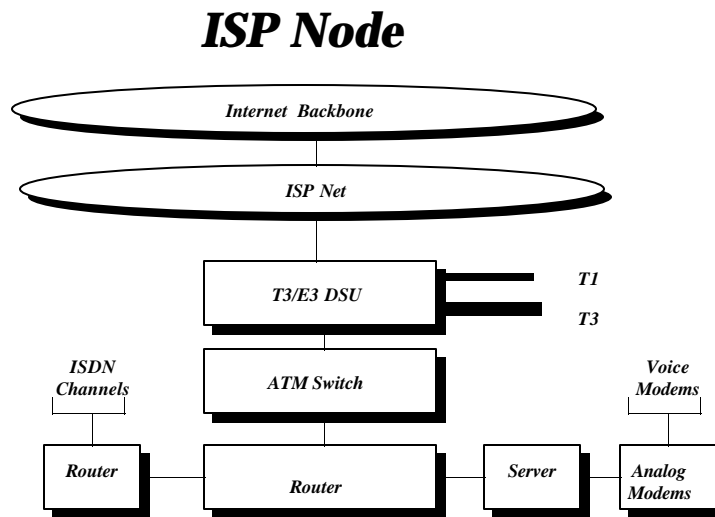 ISP Node
Internet Backbone
ISP Net
T3/E3 DSU
T1
T3
ATM Switch
ISDN
Channels
Voice
Modems
Router
Router
Server
Analog
Modems